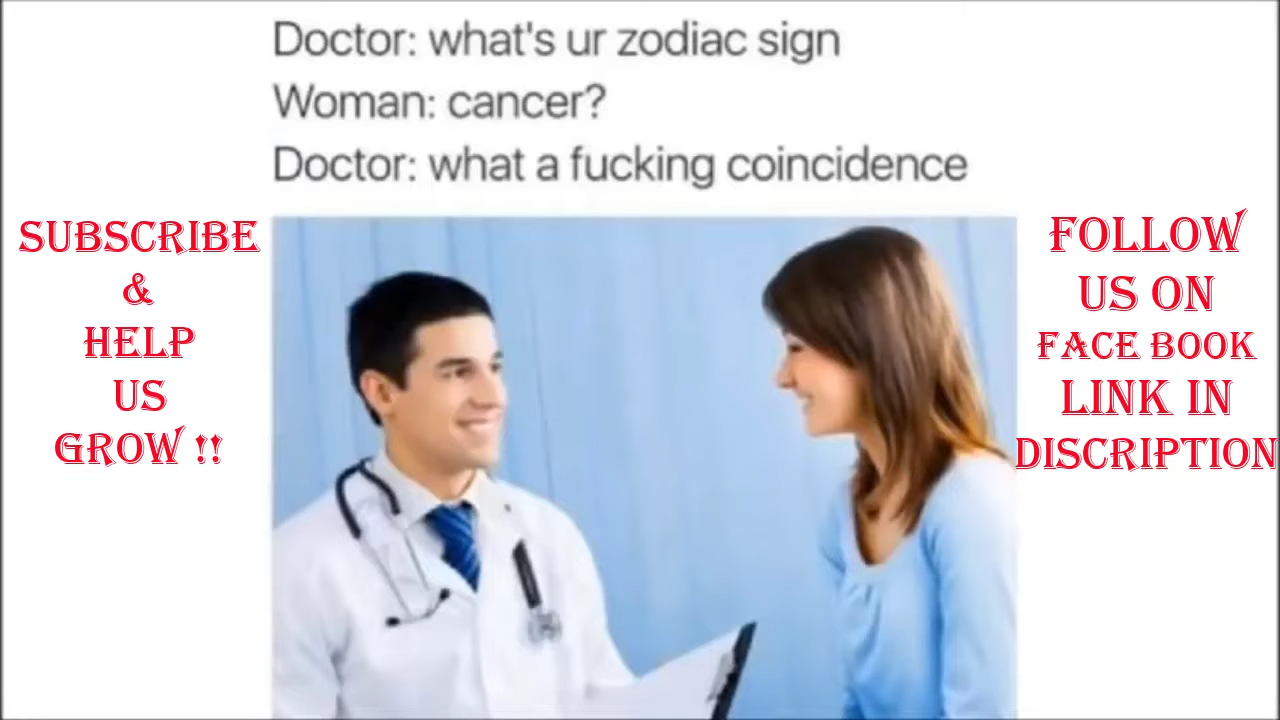 Doctor: what's ur zodiac sign
Woman: cancer?
Doctor: what a fucking coincidence
SUBSCRIBE
&
HELP
US
GROW !!
FOLLOW
US ON
FACE BOOK
LINK IN
DISCRIPTION